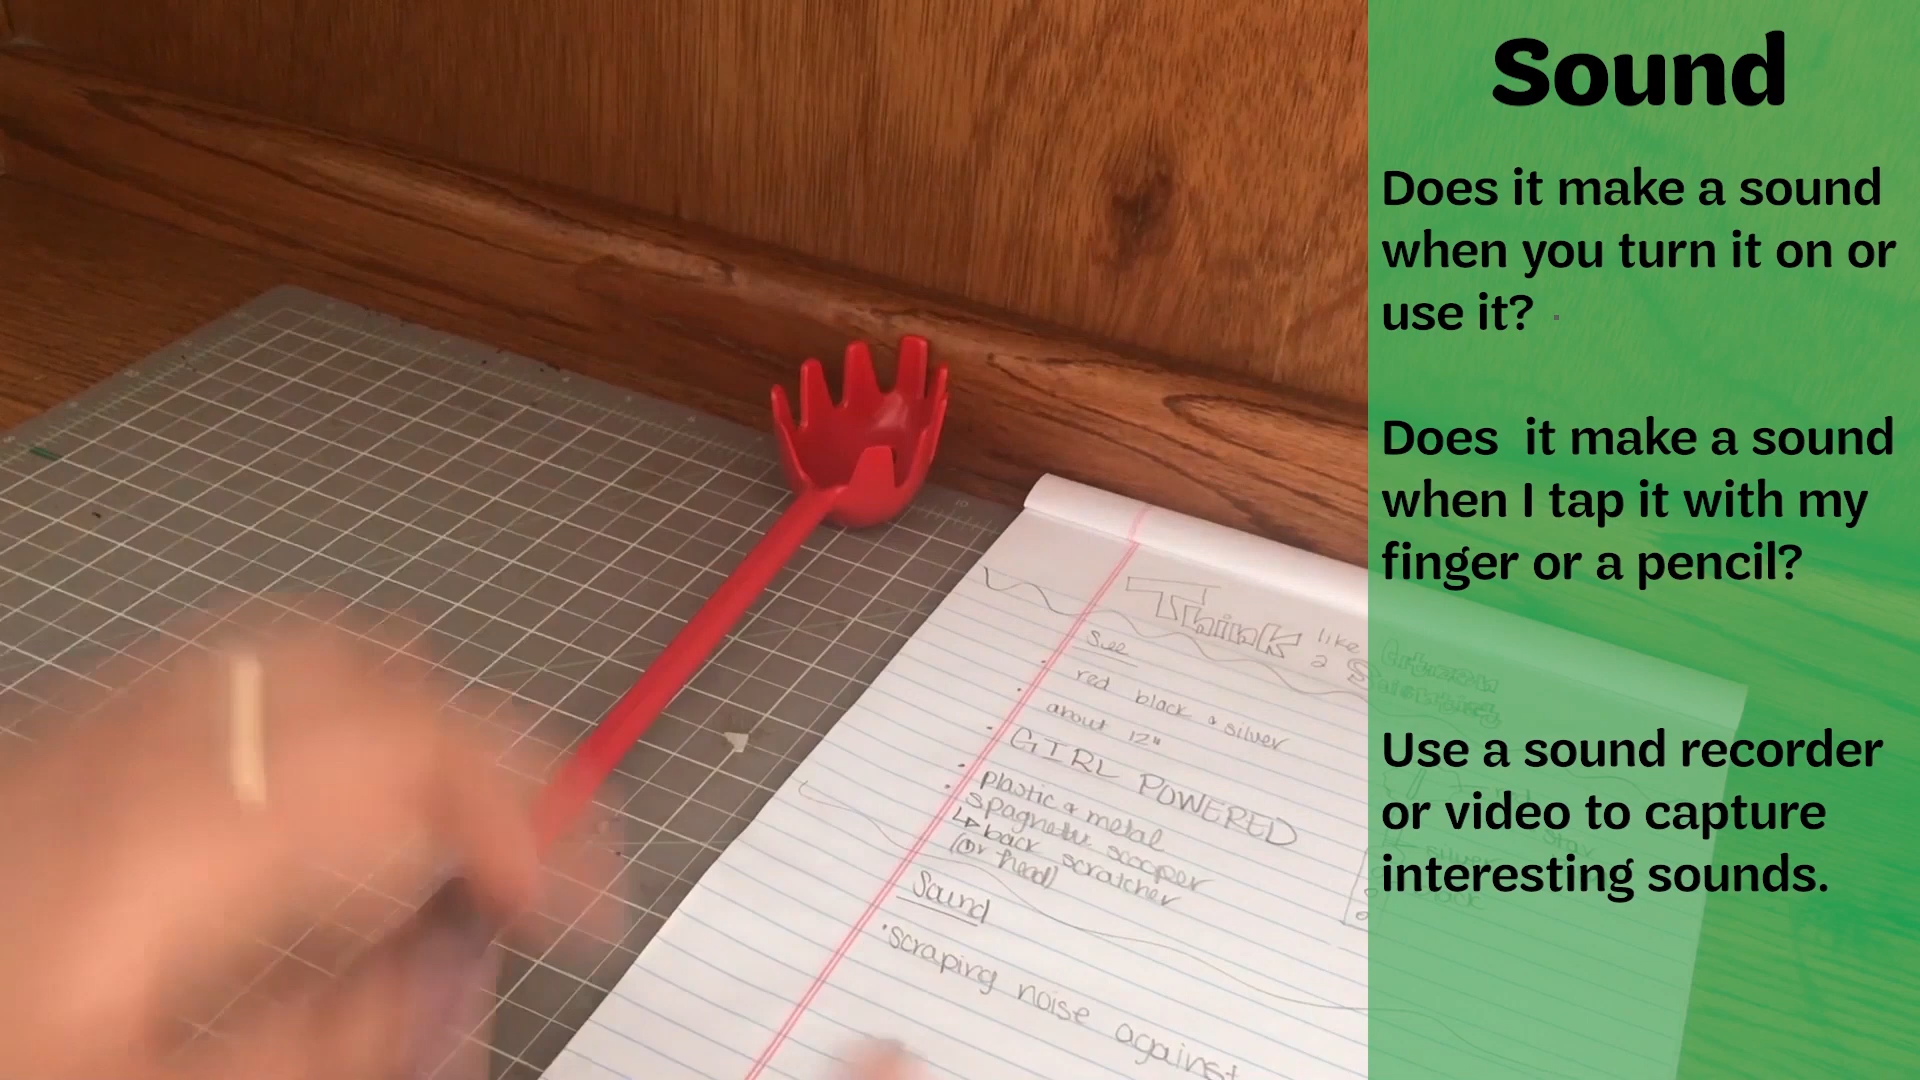 Sound
Does it make a sound
when you turn it on or
use it?
Does it make a sound
when I tap it with my
finger or a pencil?
Use a sound recorder
or video to capture
interesting sounds.
Think like
a
See
red black & silver
about 12"
GIRL POWERED
plastic & metal
spagnetti scooper
↳ back scratcher
(or head)
Sound
scraping noise against